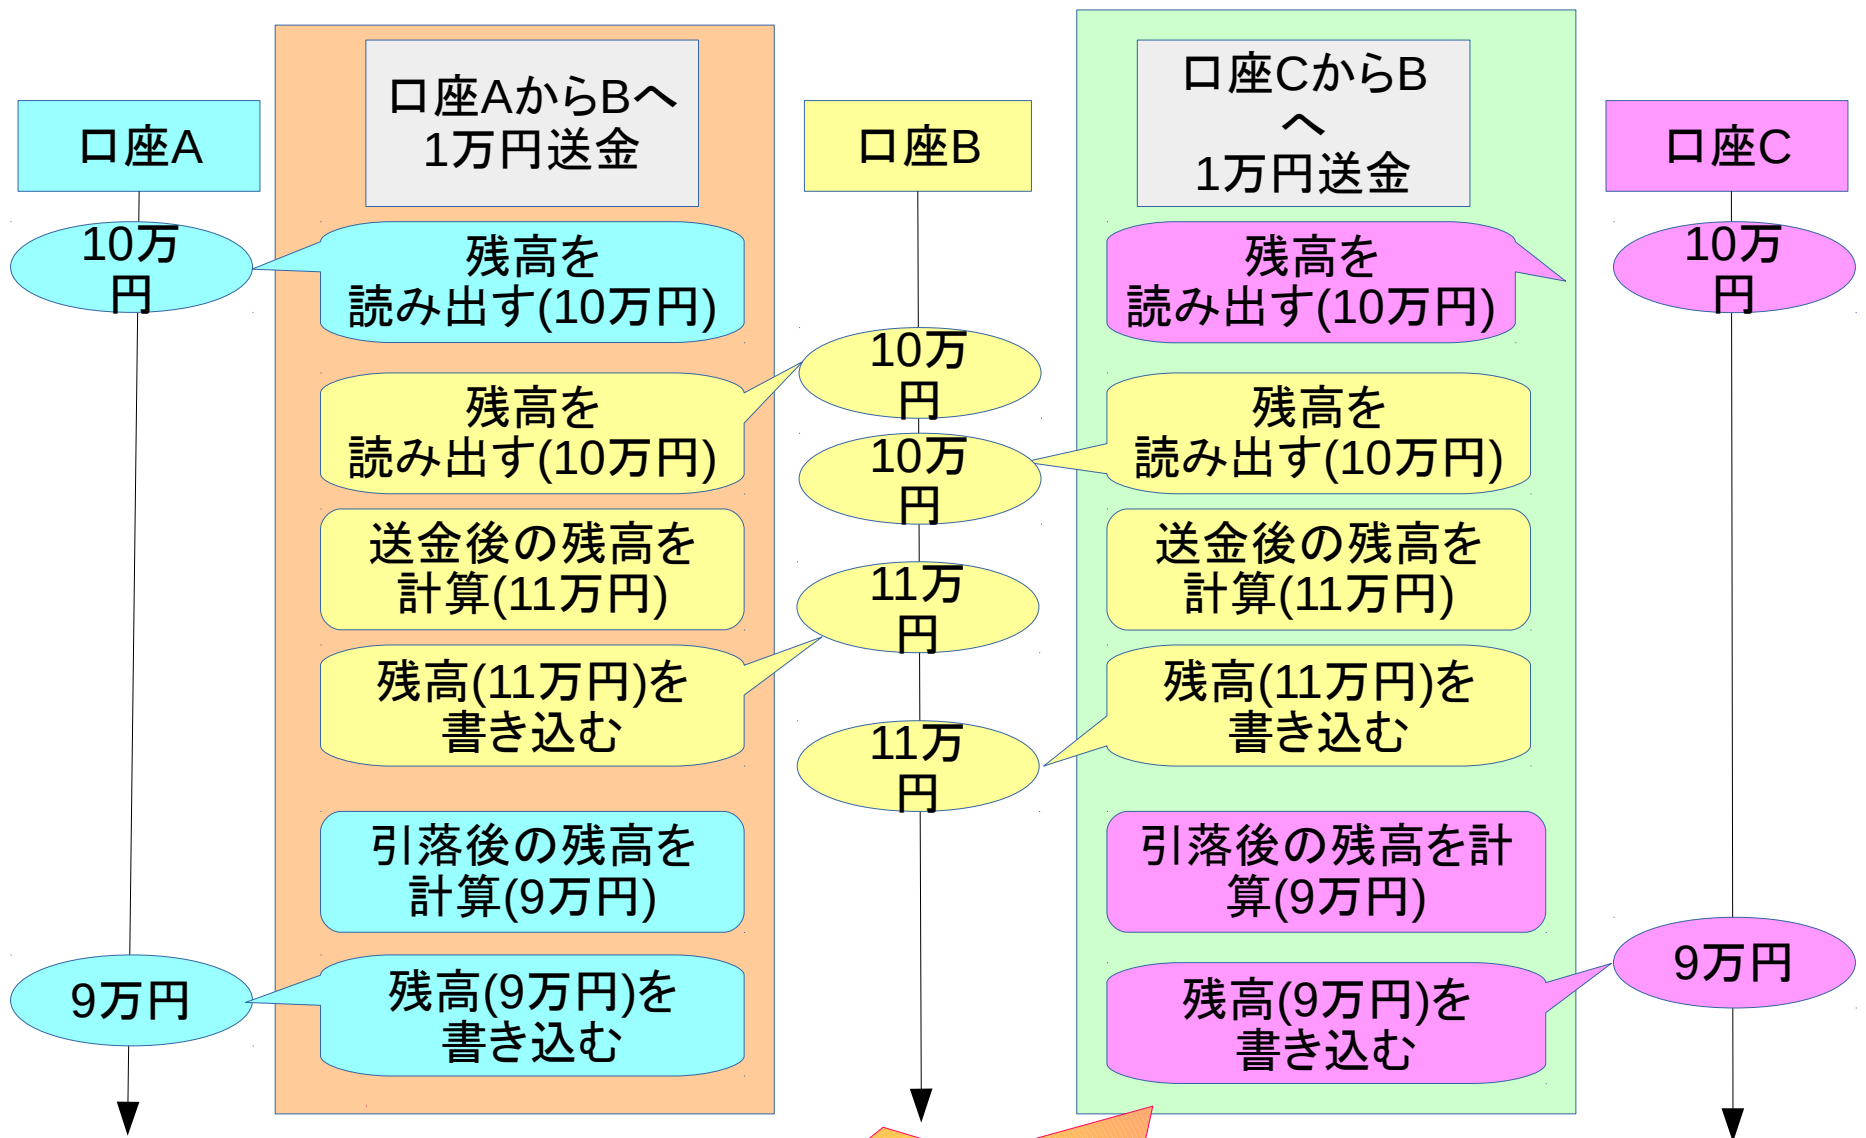 口座A
10万
円
9万円
口座AからBへ
1万円送金
残高を
読み出す(10万円)
残高を
読み出す(10万円)
送金後の残高を
計算(11万円)
残高(11万円)を
書き込む
引落後の残高を
計算(9万円)
残高(9万円)を
書き込む
口座B
10万
円
10万
円
11万
円
11万
円
口座CからB
へ
1万円送金
残高を
読み出す(10万円)
残高を
読み出す(10万円)
送金後の残高を
計算(11万円)
残高(11万円)を
書き込む
引落後の残高を計
算(9万円)
残高(9万円)を
書き込む
口座C
10万
円
9万円